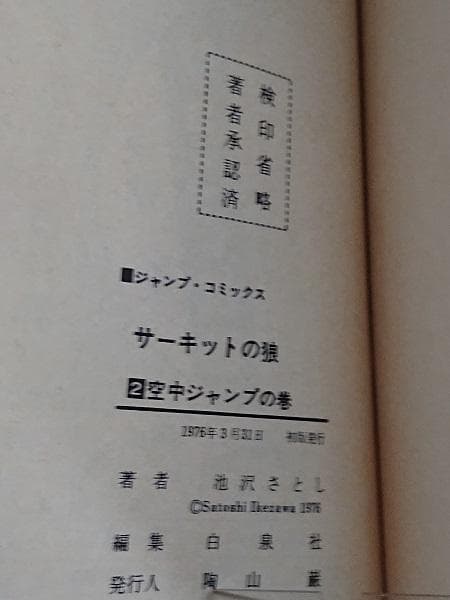 検印省略
著者承認済
■ジャンプ・コミックス
サーキットの狼
2空中ジャンプの巻
1976年3月31日 初版発行
著者 池沢さとし
©Satoshi Ikezawa 1976
編集 白泉社
発行人 陶山巌